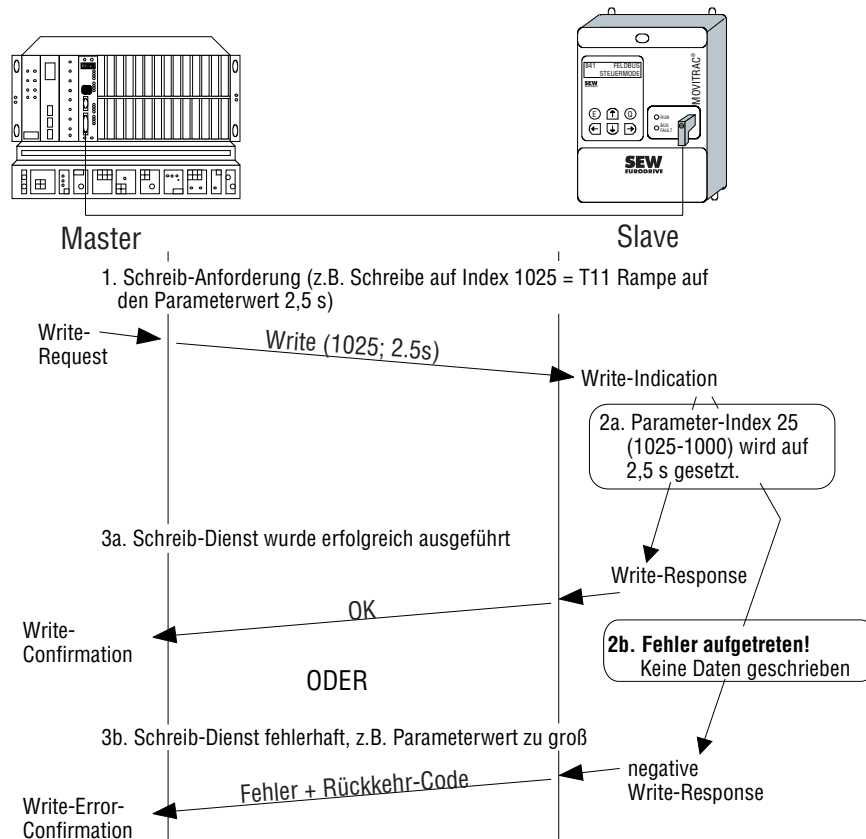 841 FELDBUS
STEUERMODE
SEW
MOVITRAC®
E
Q
RUN
BUS
FAULT
SEW
EURODRIVE
Master
Slave
1. Schreib-Anforderung (z.B. Schreibe auf Index 1025 = T11 Rampe auf
den Parameterwert 2,5 s)
Write-
Request
Write (1025; 2.5s)
Write-Indication
2a. Parameter-Index 25
(1025-1000) wird auf
2,5 s gesetzt.
3a. Schreib-Dienst wurde erfolgreich ausgeführt
Write-Response
OK
Write-
Confirmation
2b. Fehler aufgetreten!
Keine Daten geschrieben
ODER
3b. Schreib-Dienst fehlerhaft, z.B. Parameterwert zu groß
negative
Write-Response
Fehler + Rückkehr-Code
Write-Error-
Confirmation